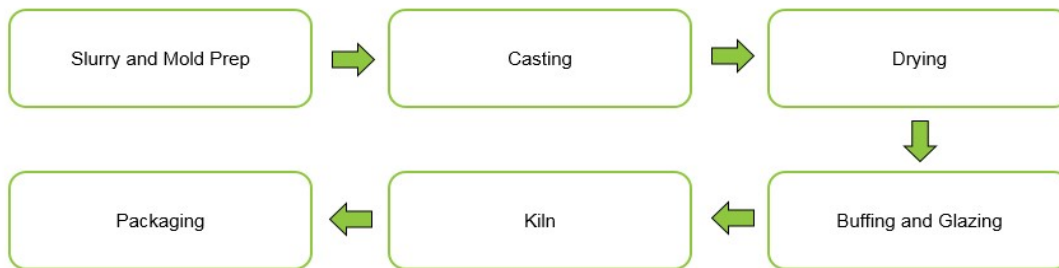 Slurry and Mold Prep
Casting
Drying
Buffing and Glazing
Kiln
Packaging